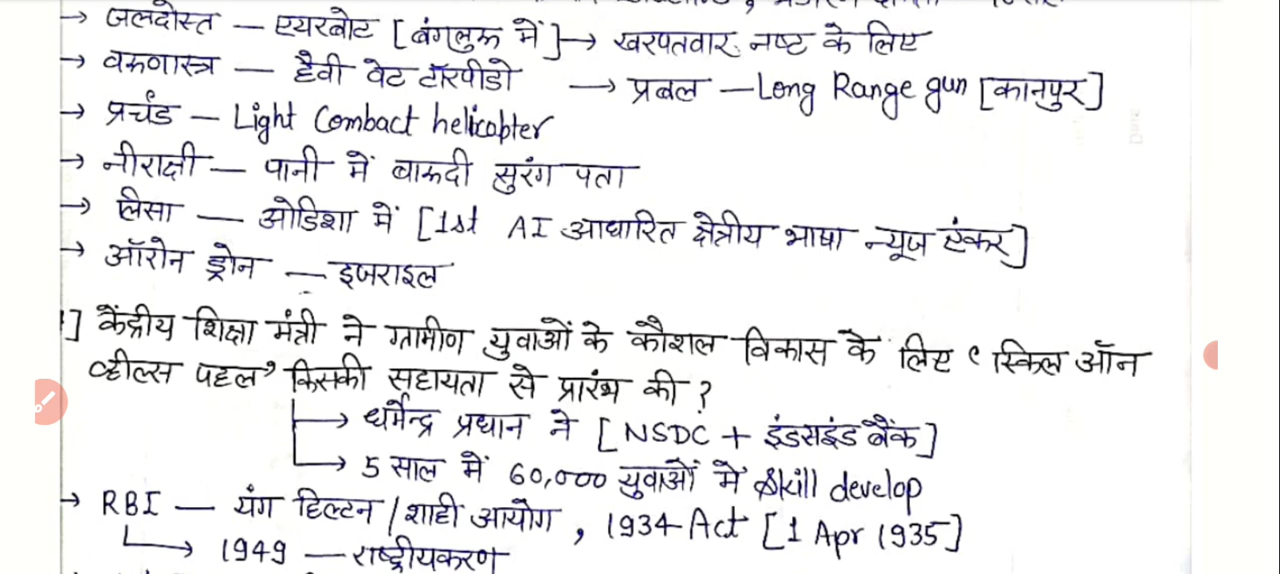 → जलदोस्त – एयरबोट [बंगलुरू में] → खरपतवार नष्ट के लिए
→ वरूणास्त्र – हैवी वेट टॉरपीडो → प्रबल – Long Range gun [कानपुर]
→ प्रचंड – Light Combact helicopter
→ नीराक्षी – पानी में बारूदी सुरंग पता
→ लिसा – ओडिशा में [1st AI आधारित क्षेत्रीय भाषा न्यूज एंकर]
→ ऑरोन ड्रोन – इजराइल
] केंद्रीय शिक्षा मंत्री ने ग्रामीण युवाओं के कौशल विकास के लिए ‘स्किल ऑन
व्हील्स पहल’ किसकी सहायता से प्रारंभ की ?
→ धर्मेन्द्र प्रधान ने [NSDC + इंडसइंड बैंक]
→ 5 साल में 60,000 युवाओं में Skill develop
→ RBI – यंग हिल्टन / शाही आयोग , 1934 Act [1 Apr 1935]
→ 1949 – राष्ट्रीयकरण